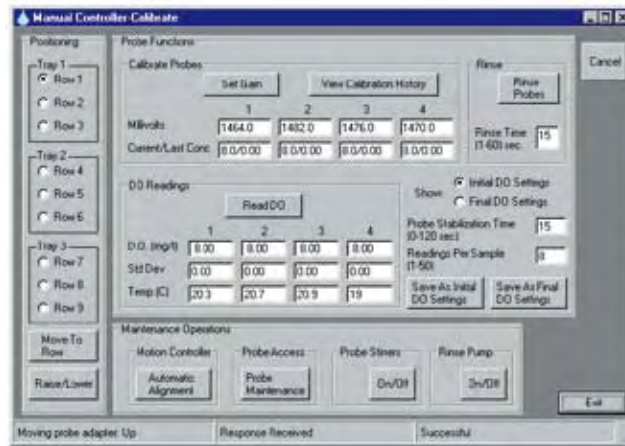 Manual Controller-Calibrate
Positioning
Tray 1
Row 1
Row 2
Row 3
Tray 2
Row 4
Row 5
Row 6
Tray 3
Row 7
Row 8
Row 9
Move To
Row
Raise/Lower
Probe Functions
Calibrate Probes
Set Gain
View Calibration History
1 2 3 4
Millivolts 1464.0 1482.0 1476.0 1470.0
Current/Last Conc 8.0/0.00 8.0/0.00 8.0/0.00 8.0/0.00
Rinse
Rinse
Probes
Rinse Time
(1-60) sec. 15
Cancel
DO Readings
Read DO
1 2 3 4
D.O. (mg/l) 8.00 8.00 8.00 8.00
Std Dev 0.00 0.00 0.00 0.00
Temp (C) 20.3 20.7 20.9 19
Show:
Initial DO Settings
Final DO Settings
Probe Stabilization Time
(0-120 sec) 15
Readings Per Sample
(1-50) 8
Save As Initial
DO Settings
Save As Final
DO Settings
Maintenance Operations
Motion Controller
Automatic
Alignment
Probe Access
Probe
Maintenance
Probe Stirrers
On/Off
Rinse Pump
On/Off
Exit
Moving probe adapter: Up
Response Received
Successful